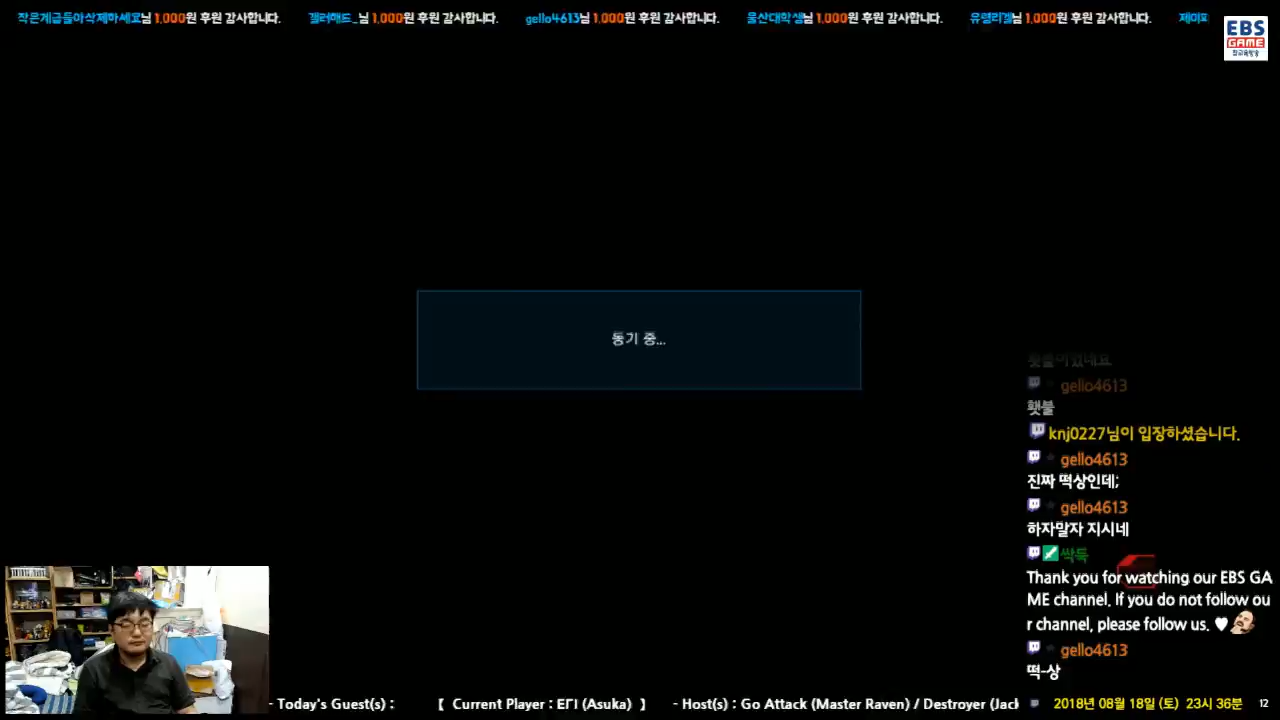 작은게금들아삭제하세요님 1,000원 후원 감사합니다. 갤러해드_님 1,000원 후원 감사합니다. gello4613님 1,000원 후원 감사합니다. 울산대학생님 1,000원 후원 감사합니다. 유령리겜님 1,000원 후원 감사합니다. 제이
EBS
GAME
동기 중...
gello4613
횃불
knj0227님이 입장하셨습니다.
gello4613
진짜 떡상인데;
gello4613
하자말자 지시네
싹둑
Thank you for watching our EBS GA
ME channel. If you do not follow ou
r channel, please follow us. ♥
gello4613
떡-상
- Today's Guest(s) : 【 Current Player : ЕГІ (Asuka) 】 - Host(s) : Go Attack (Master Raven) / Destroyer (Jack
2018년 08월 18일 (토) 23시 36분 12